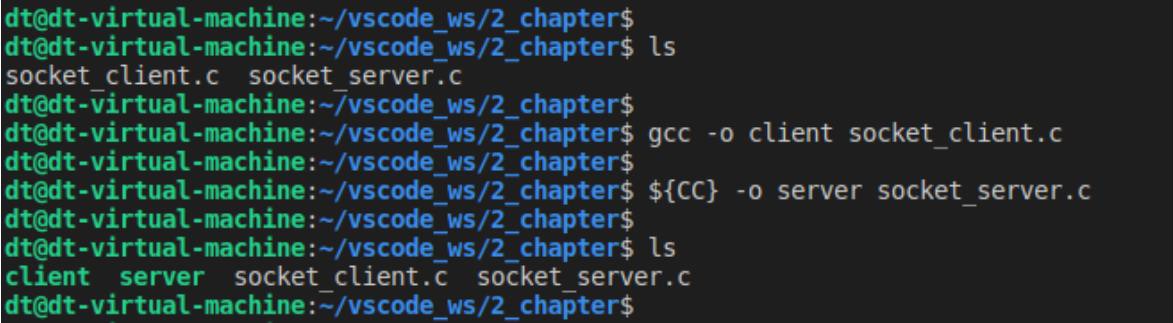 dt@dt-virtual-machine:~/vscode_ws/2_chapter$
dt@dt-virtual-machine:~/vscode_ws/2_chapter$ ls
socket_client.c  socket_server.c
dt@dt-virtual-machine:~/vscode_ws/2_chapter$
dt@dt-virtual-machine:~/vscode_ws/2_chapter$ gcc -o client socket_client.c
dt@dt-virtual-machine:~/vscode_ws/2_chapter$
dt@dt-virtual-machine:~/vscode_ws/2_chapter$ ${CC} -o server socket_server.c
dt@dt-virtual-machine:~/vscode_ws/2_chapter$
dt@dt-virtual-machine:~/vscode_ws/2_chapter$ ls
client  server  socket_client.c  socket_server.c
dt@dt-virtual-machine:~/vscode_ws/2_chapter$